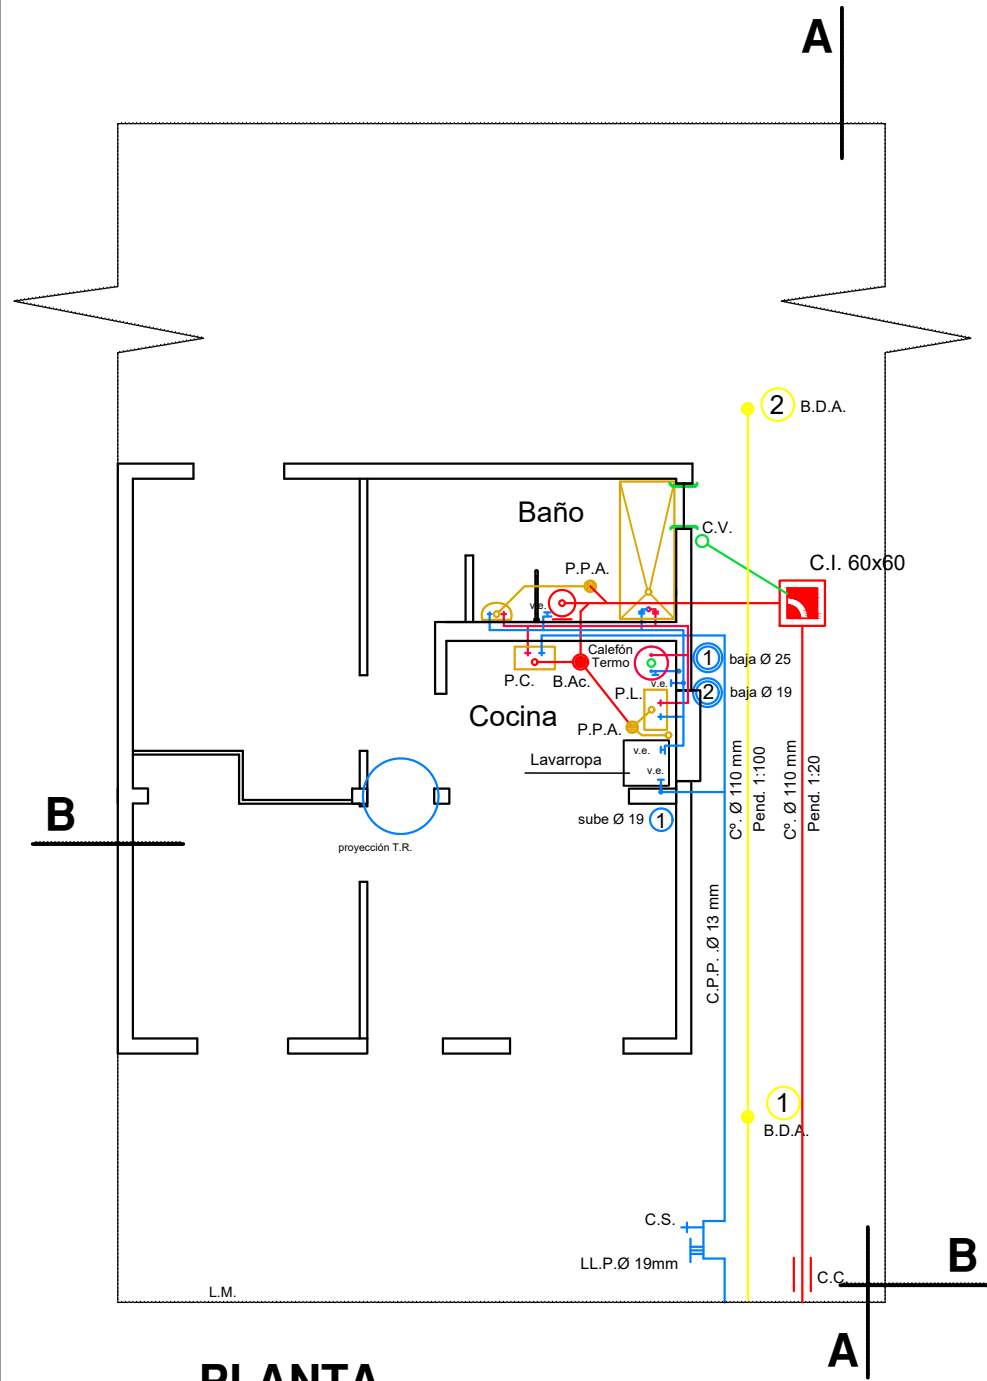 A
2 B.D.A.
Baño
C.V.
C.I. 60x60
P.P.A.
v.e.
Calefón
Termo
1 baja Ø 25
v.e.
P.C.
B.Ac.
P.L.
2 baja Ø 19
Cocina
P.P.A.
v.e.
Lavarropa
v.e.
Cº. Ø 110 mm
Pend. 1:100
Cº. Ø 110 mm
Pend. 1:20
B
sube Ø 19 1
proyección T.R.
C.P.P. .Ø 13 mm
1
B.D.A.
C.S.
LL.P.Ø 19mm
C.C.
B
L.M.
A
PLANTA